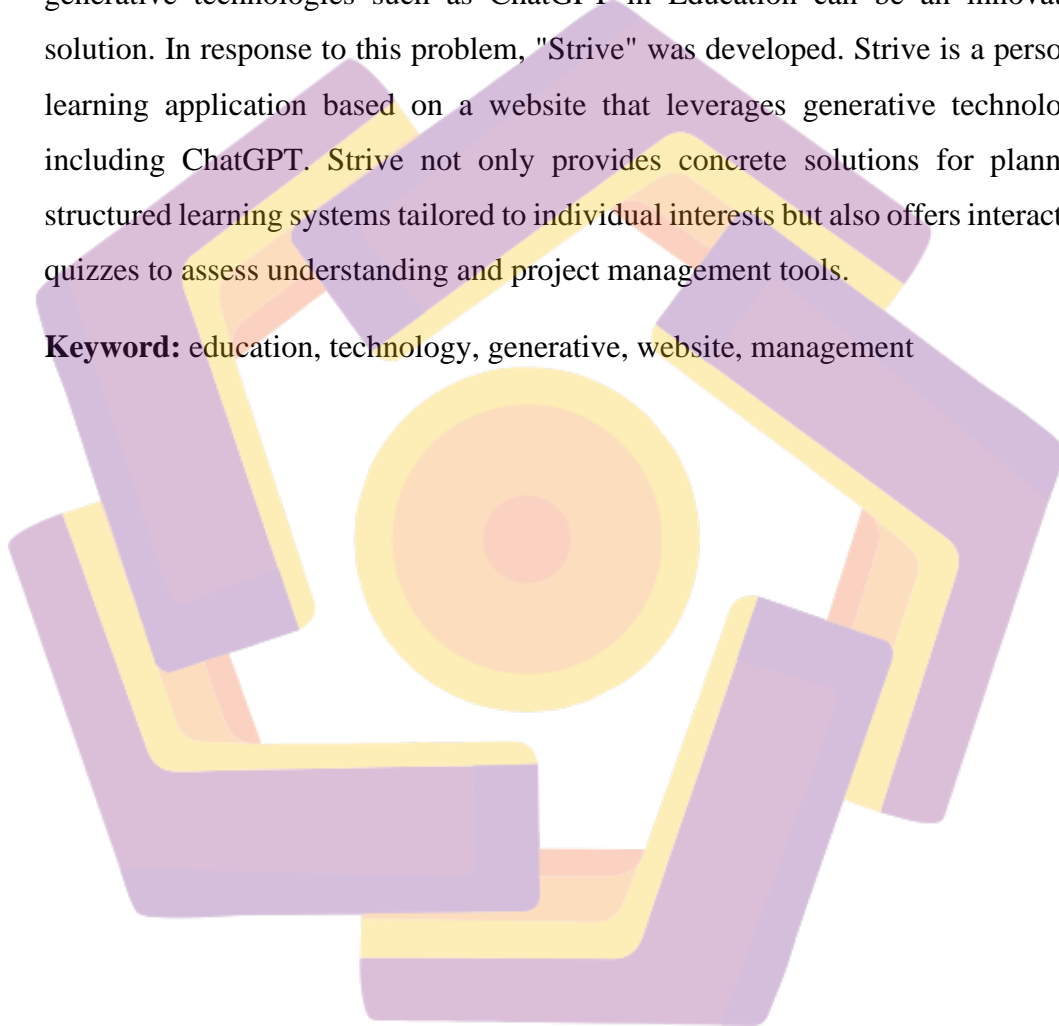 generative technologies such as ChatGPT in Education can be an innovat
solution. In response to this problem, "Strive" was developed. Strive is a perso
learning application based on a website that leverages generative technolo
including ChatGPT. Strive not only provides concrete solutions for plann
structured learning systems tailored to individual interests but also offers interact
quizzes to assess understanding and project management tools.
Keyword: education, technology, generative, website, management